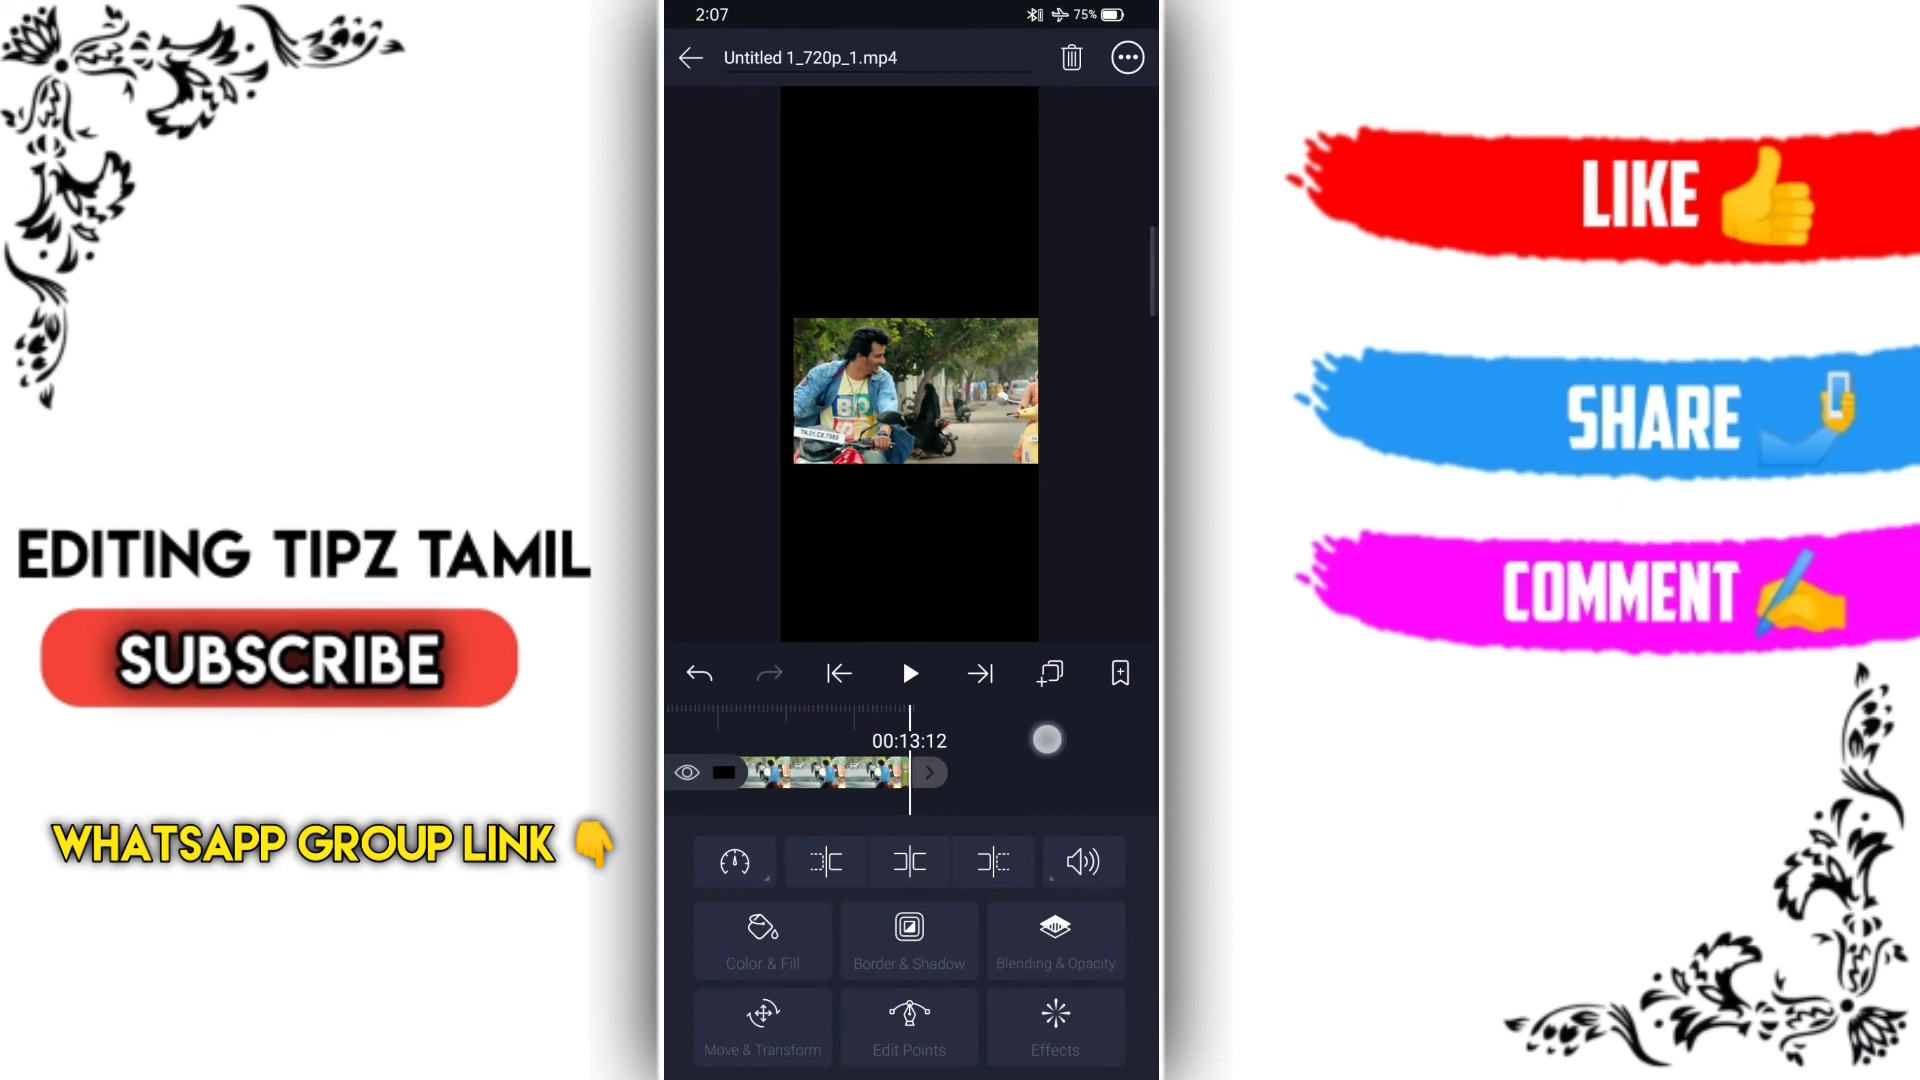 2:07
75%
Untitled 1_720p_1.mp4
LIKE
SHARE
EDITING TIPZ TAMIL
COMMENT
SUBSCRIBE
00:13:12
WHATSAPP GROUP LINK
Color & Fill
Border & Shadow
Blending & Opacity
Move & Transform
Edit Points
Effects